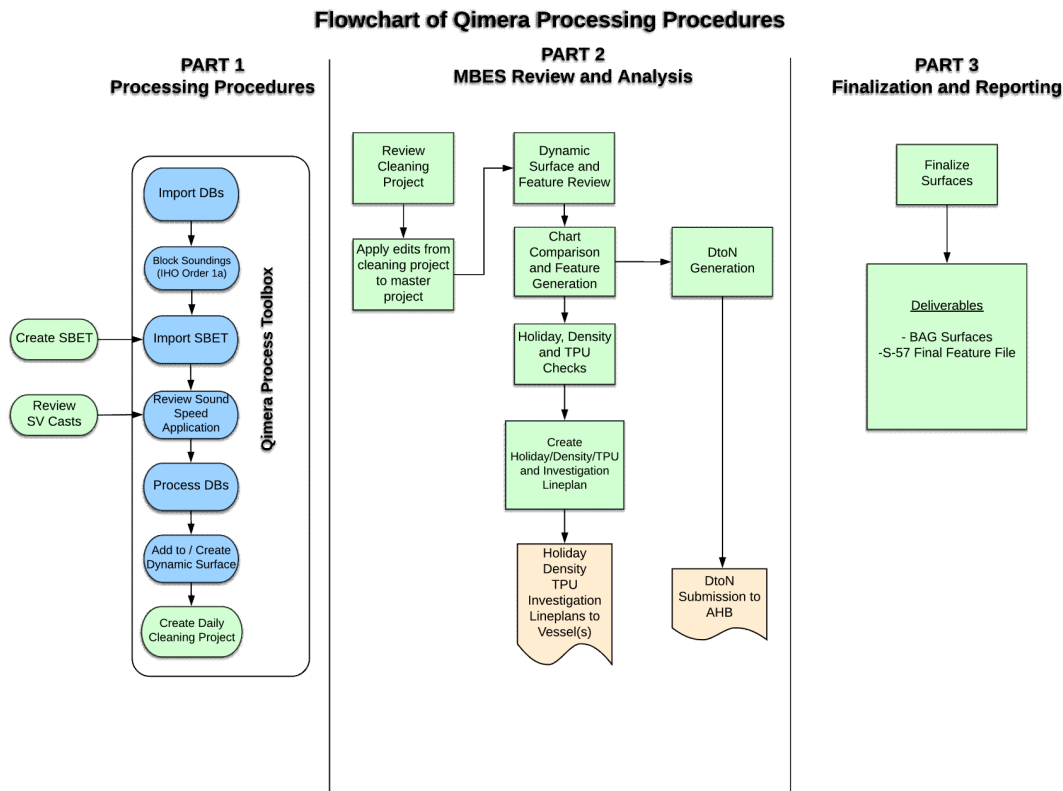 Flowchart of Qimera Processing Procedures
PART 1
Processing Procedures
Import DBs
Block Soundings
(IHO Order 1a)
Create SBET
Import SBET
Review
SV Casts
Review Sound
Speed
Application
Process DBs
Add to / Create
Dynamic Surface
Create Daily
Cleaning Project
Qimera Process Toolbox
PART 2
MBES Review and Analysis
Review
Cleaning
Project
Apply edits from
cleaning project
to master
project
Dynamic
Surface and
Feature Review
Chart
Comparison
and Feature
Generation
DtoN
Generation
Holiday, Density
and TPU
Checks
Create
Holiday/Density/TPU
and Investigation
Lineplan
Holiday
Density
TPU
Investigation
Lineplans to
Vessel(s)
DtoN
Submission to
AHB
PART 3
Finalization and Reporting
Finalize
Surfaces
Deliverables
- BAG Surfaces
-S-57 Final Feature File